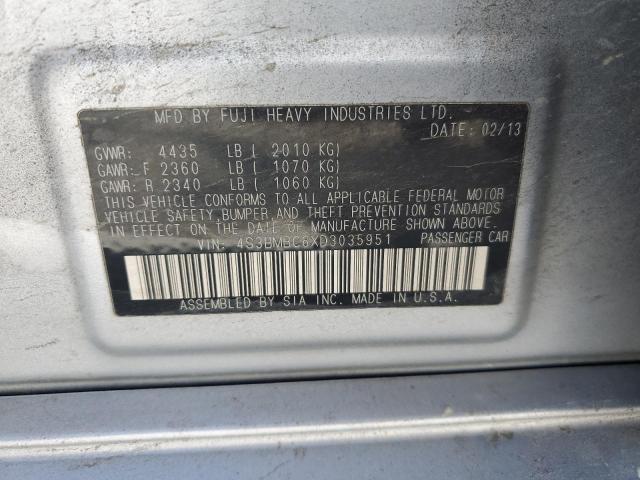 MFD BY FUJI HEAVY INDUSTRIES LTD.
DATE: 02/13
GVWR: 4435 LB ( 2010 KG)
GAWR: F 2360 LB ( 1070 KG)
GAWR: R 2340 LB ( 1060 KG)
THIS VEHICLE CONFORMS TO ALL APPLICABLE FEDERAL MOTOR
VEHICLE SAFETY,BUMPER AND THEFT PREVENTION STANDARDS
IN EFFECT ON THE DATE OF MANUFACTURE SHOWN ABOVE.
VIN: 4S3BMBC6XD3035951 PASSENGER CAR
ASSEMBLED BY SIA INC. MADE IN U.S.A.